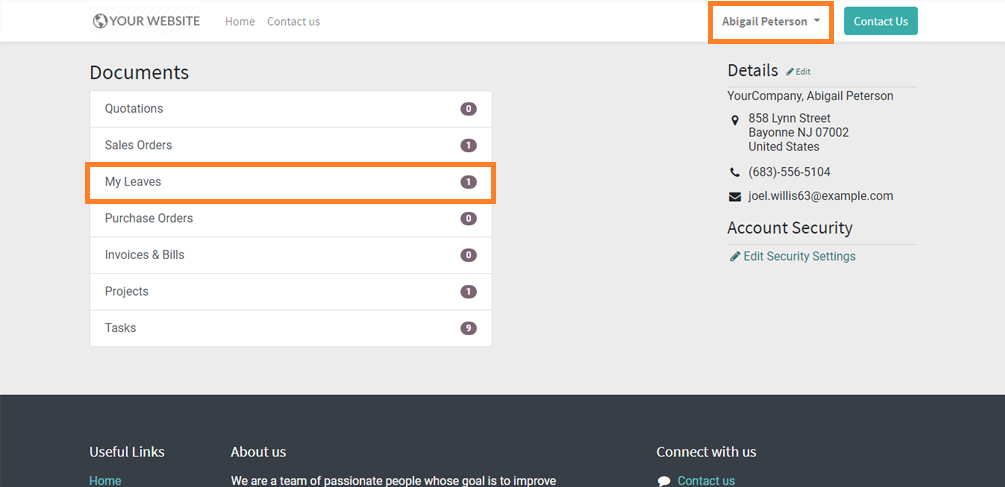 YOUR WEBSITE Home Contact us Abigail Peterson Contact Us
Documents
Quotations 0
Sales Orders 1
My Leaves 1
Purchase Orders 0
Invoices & Bills 0
Projects 1
Tasks 9
Details Edit
YourCompany, Abigail Peterson
858 Lynn Street
Bayonne NJ 07002
United States
(683)-556-5104
joel.willis63@example.com
Account Security
Edit Security Settings
Useful Links
Home
About us
We are a team of passionate people whose goal is to improve
Connect with us
Contact us